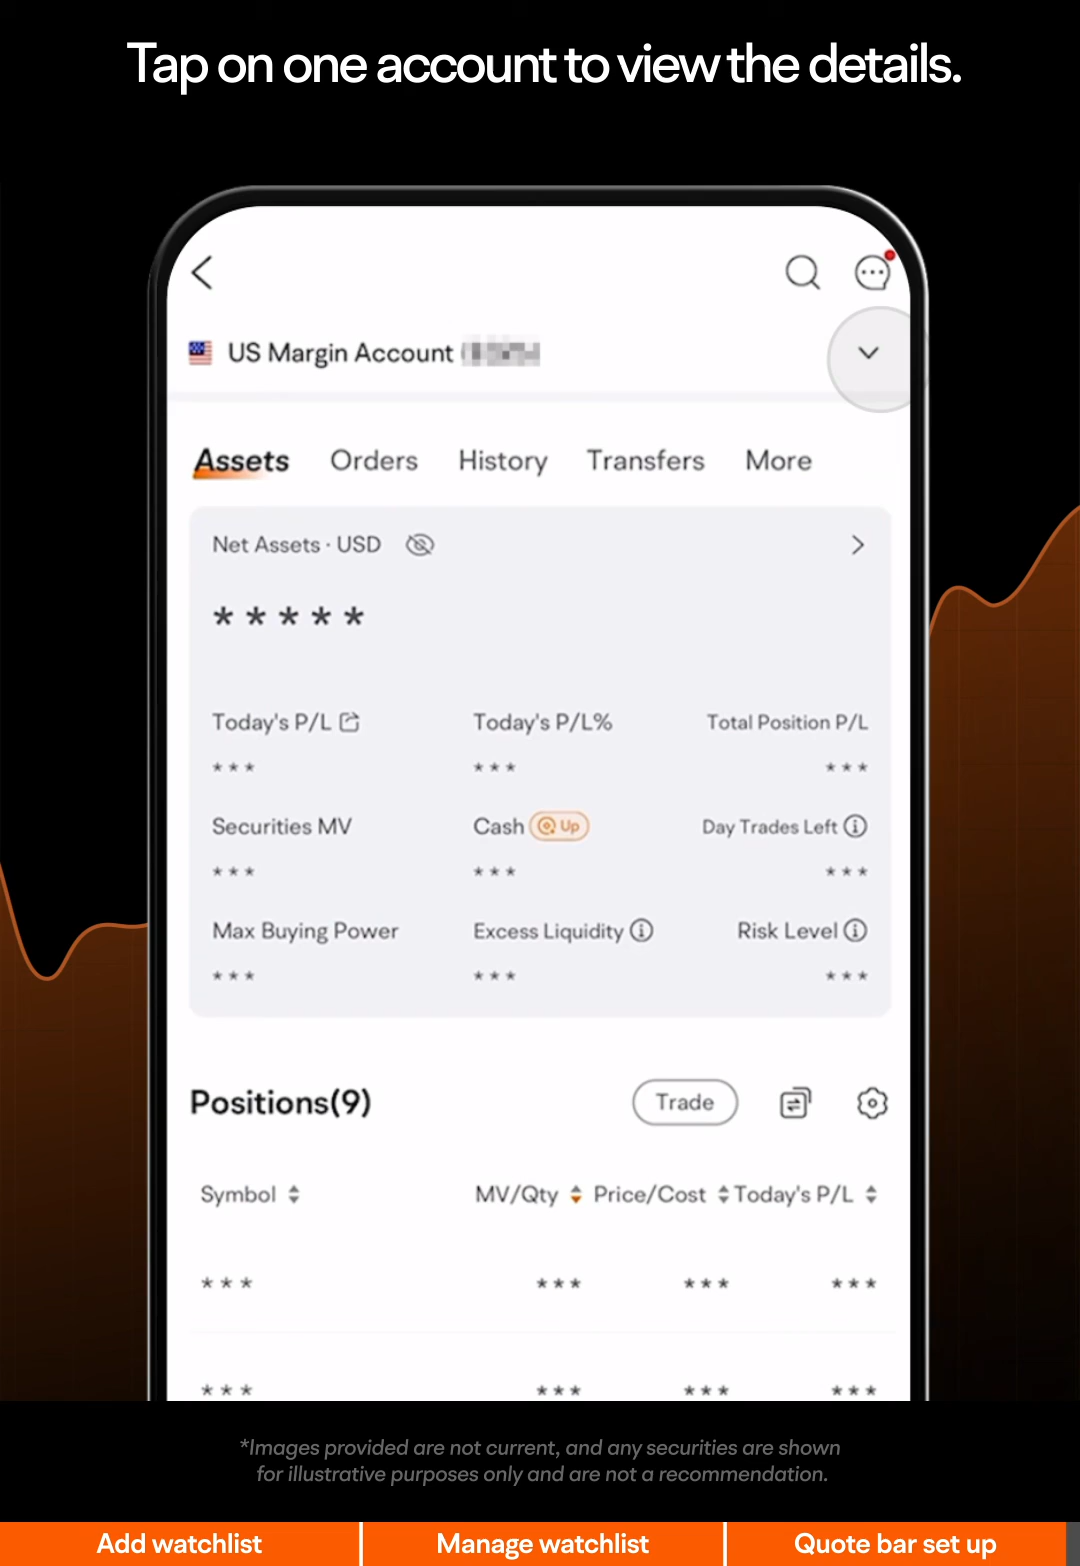 Tap on one account to view the details.
US Margin Account
Assets Orders History Transfers More
Net Assets · USD
*****
Today's P/L Today's P/L% Total Position P/L
*** *** ***
Securities MV Cash Up Day Trades Left
*** *** ***
Max Buying Power Excess Liquidity Risk Level
*** *** ***
Positions(9) Trade
Symbol MV/Qty Price/Cost Today's P/L
*** *** *** ***
*** *** *** ***
*Images provided are not current, and any securities are shown
for illustrative purposes only and are not a recommendation.
Add watchlist Manage watchlist Quote bar set up